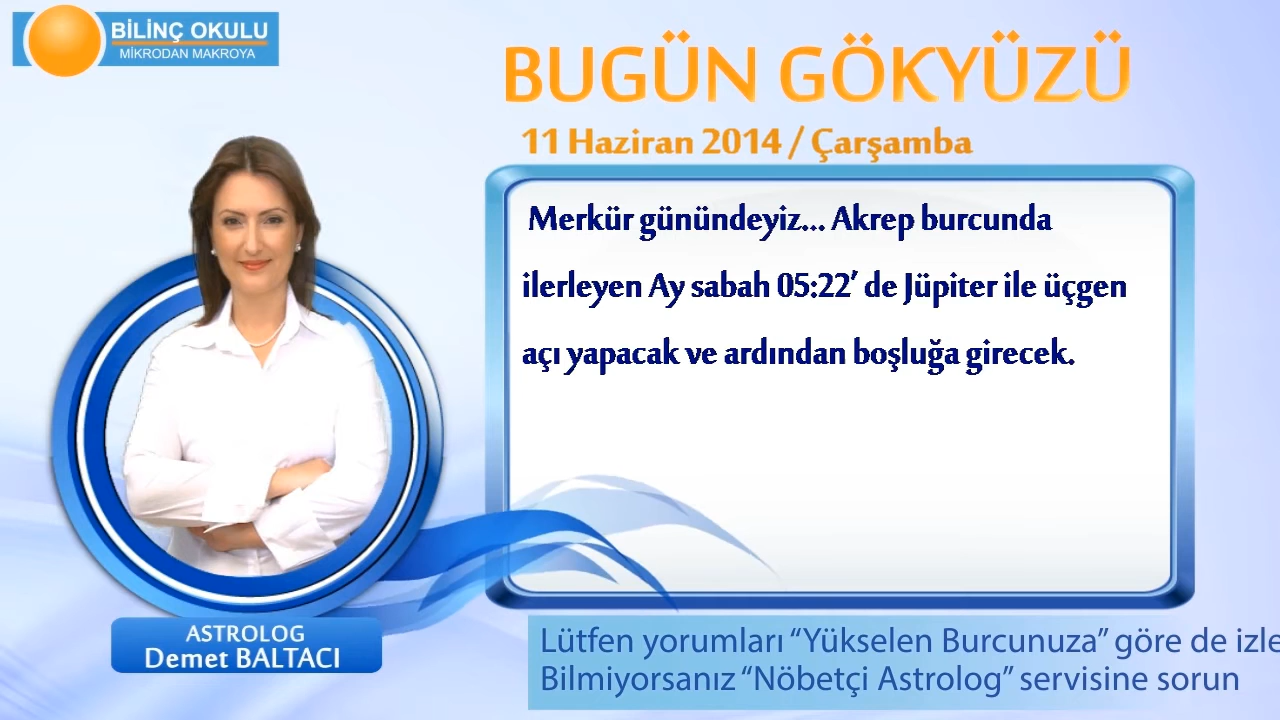 BİLİNÇ OKULU
MİKRODAN MAKROYA
BUGÜN GÖKYÜZÜ
11 Haziran 2014 / Çarşamba
Merkür günündeyiz... Akrep burcunda
ilerleyen Ay sabah 05:22’ de Jüpiter ile üçgen
açı yapacak ve ardından boşluğa girecek.
ASTROLOG
Demet BALTACI
Lütfen yorumları “Yükselen Burcunuza” göre de izle
Bilmiyorsanız “Nöbetçi Astrolog” servisine sorun